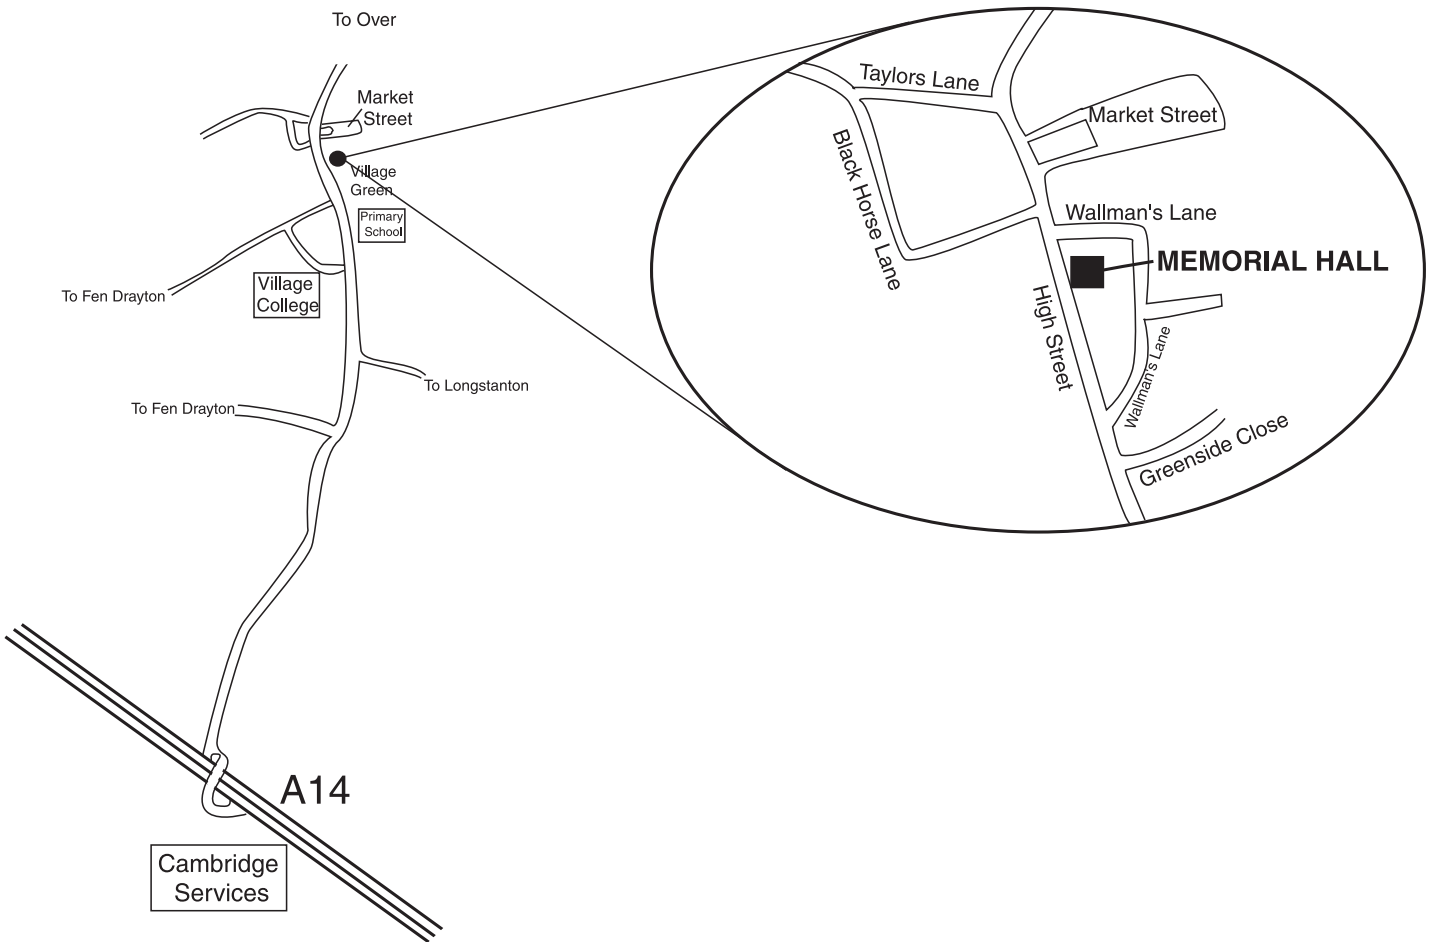 To Over
Market
Street
Village
Green
Primary
School
Village
College
To Fen Drayton
To Longstanton
To Fen Drayton
A14
Cambridge
Services
Taylors Lane
Market Street
Black Horse Lane
Wallman's Lane
MEMORIAL HALL
High Street
Wallman's Lane
Greenside Close